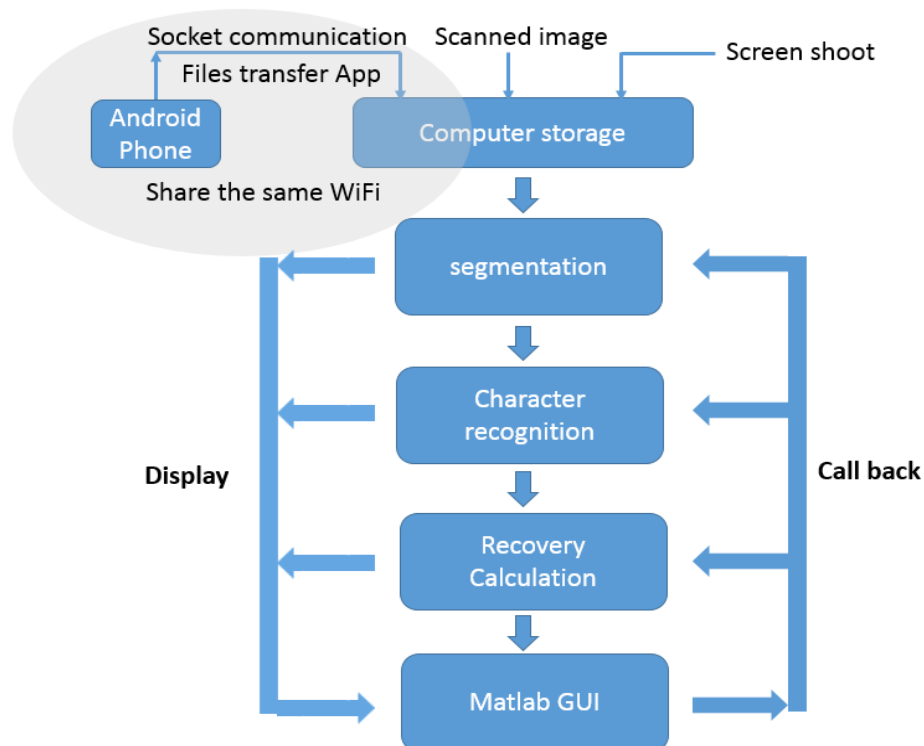 Socket communication
Scanned image
Screen shoot
Files transfer App
Android
Phone
Computer storage
Share the same WiFi
segmentation
Character
recognition
Display
Call back
Recovery
Calculation
Matlab GUI